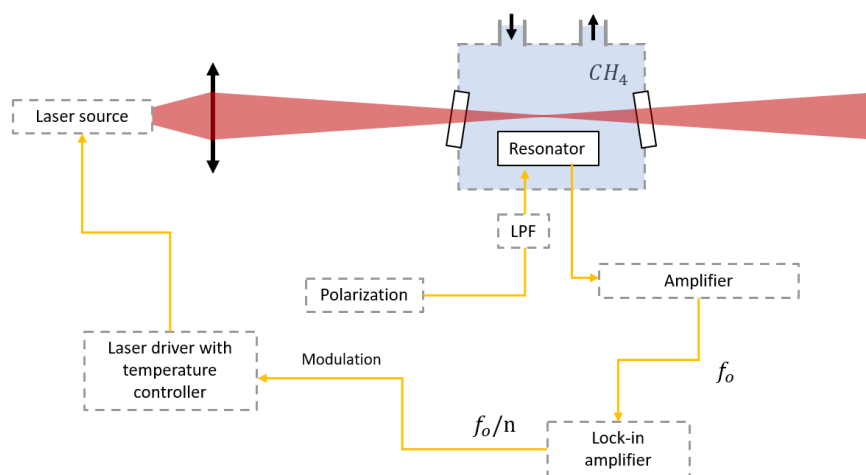 CH₄
Laser source
Resonator
LPF
Amplifier
Polarization
Laser driver with
temperature
controller
Modulation
fₒ
fₒ/n
Lock-in
amplifier